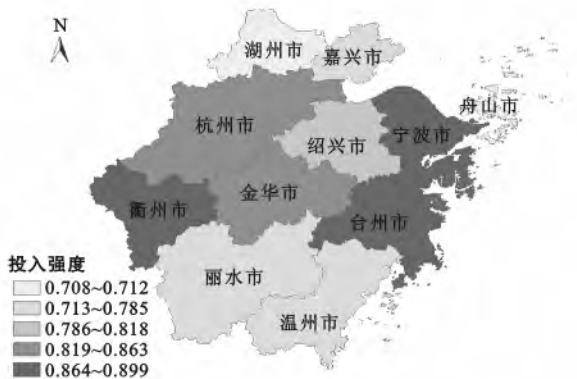 N
湖州市
嘉兴市
舟山市
杭州市
宁波市
绍兴市
金华市
衢州市
台州市
丽水市
温州市
投入强度
0.708~0.712
0.713~0.785
0.786~0.818
0.819~0.863
0.864~0.899